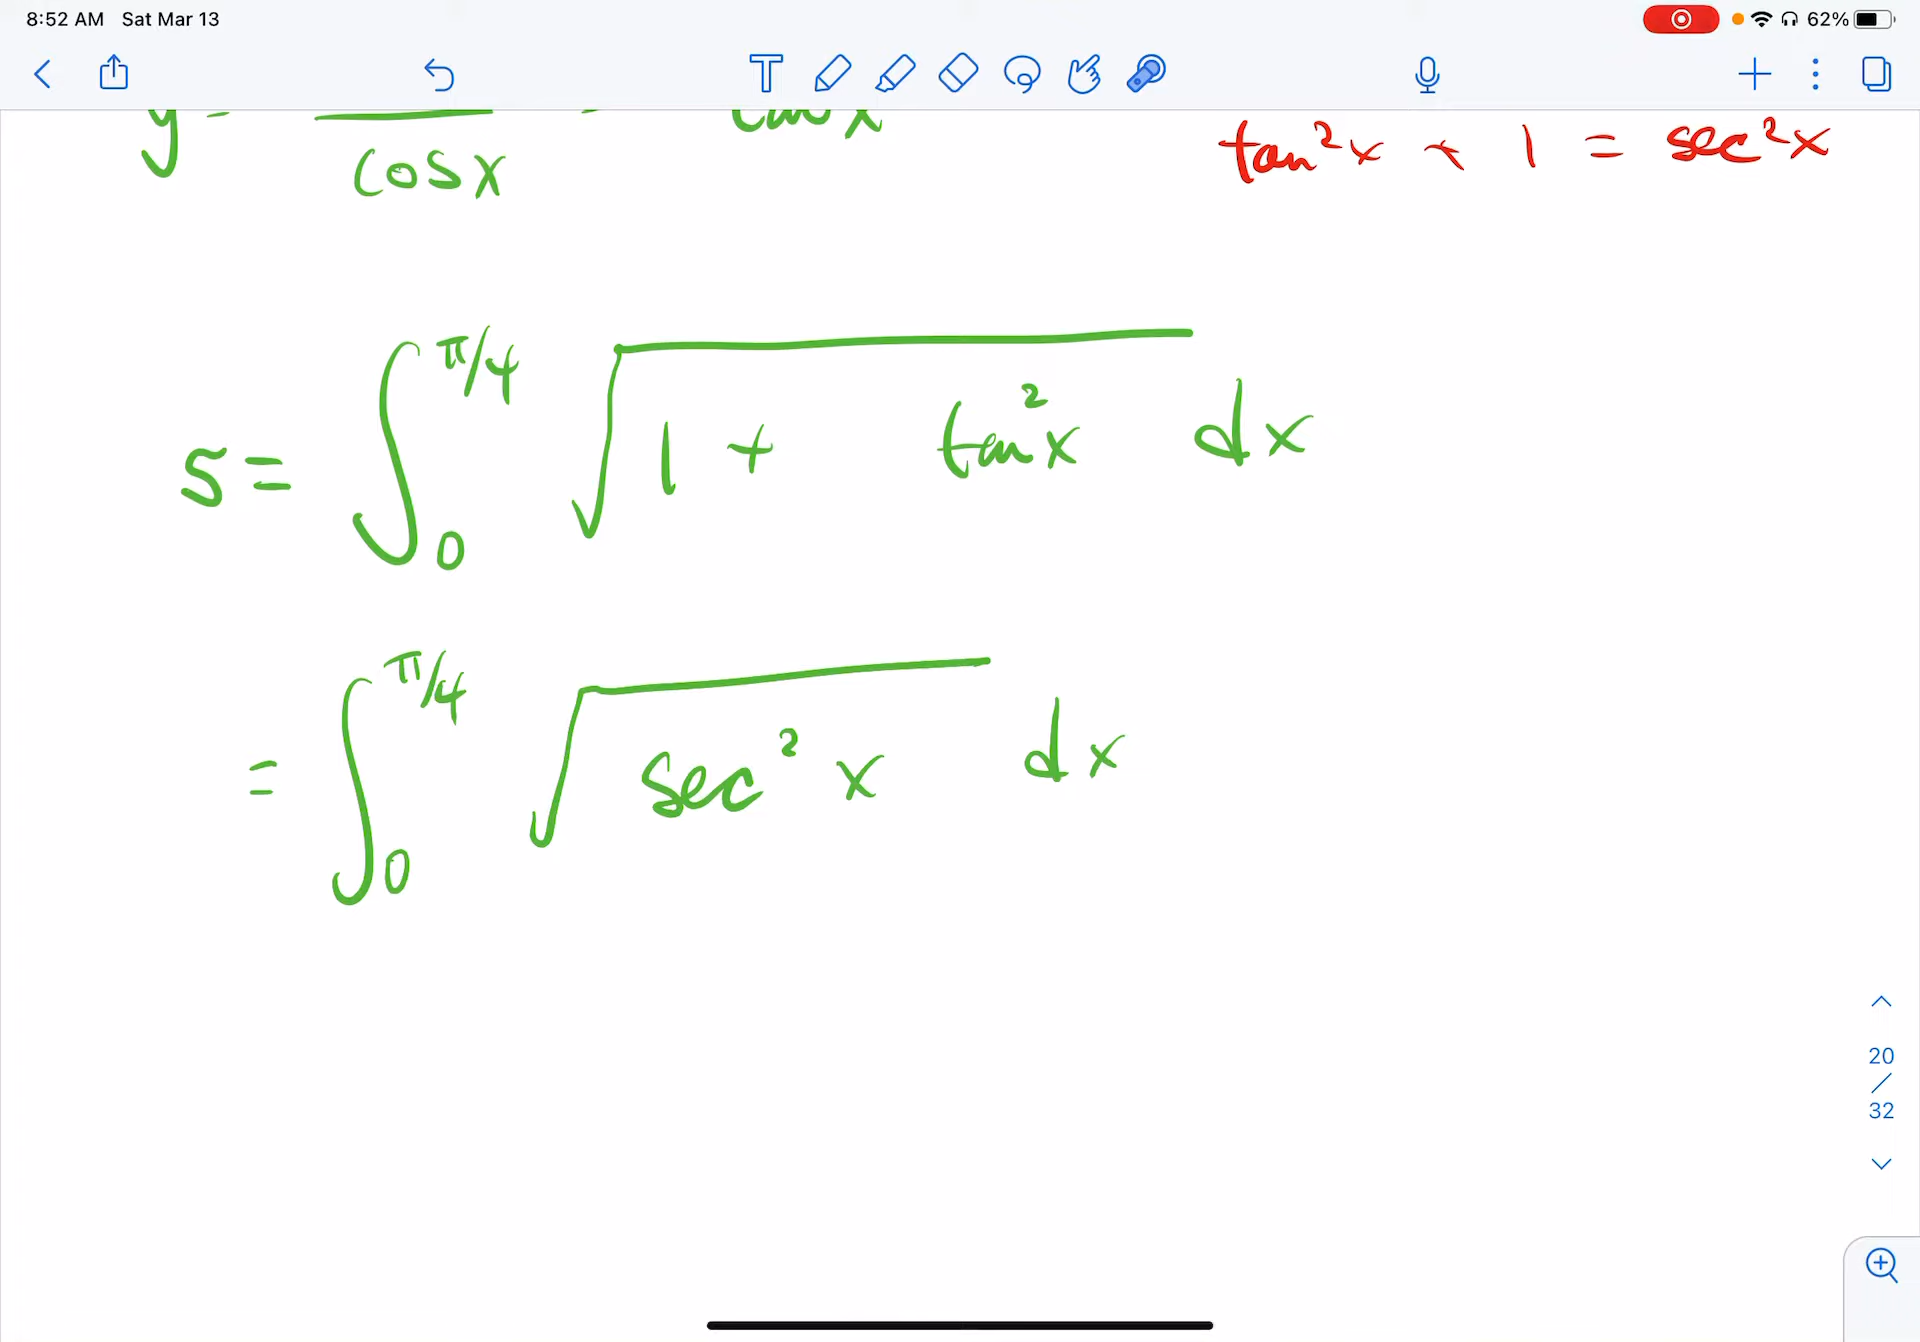 8:52 AM Sat Mar 13
62%
T
y =
cos x
tan²x + 1 = sec²x
s = ∫₀^π/4 √(1 + tan²x) dx
= ∫₀^π/4 √(sec² x) dx
20
/
32